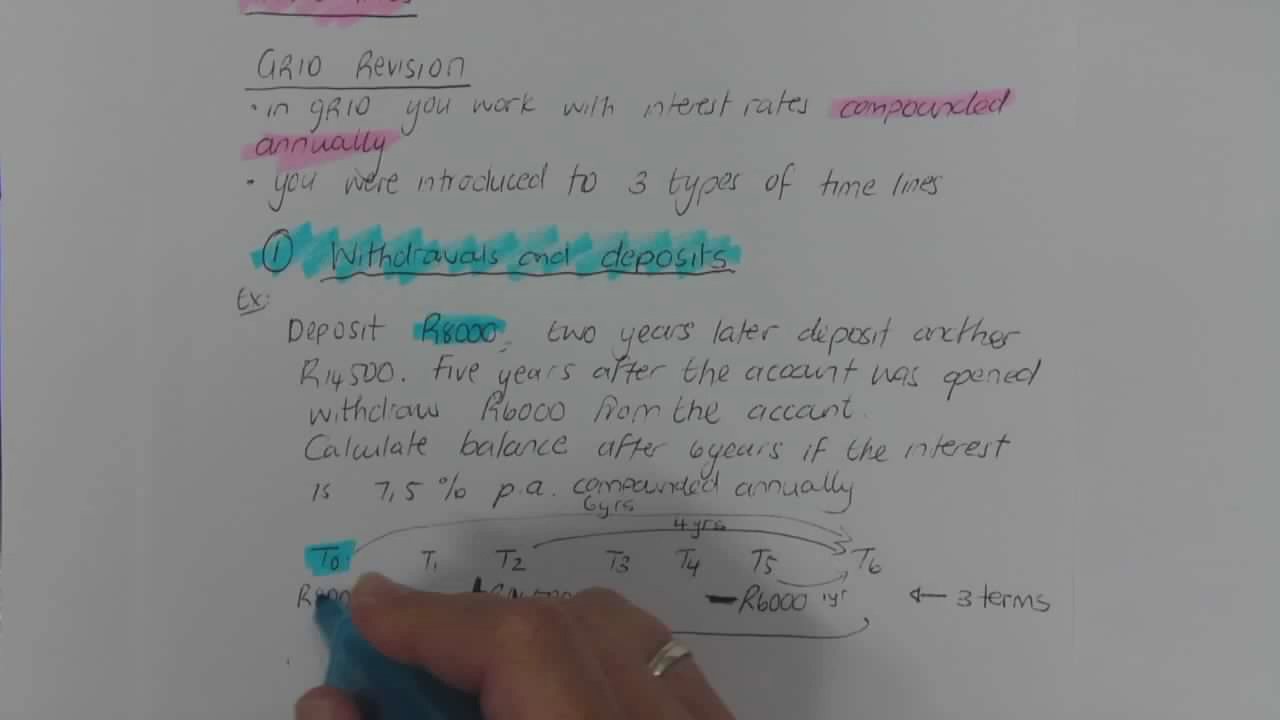 GR10 Revision
• in gR10 you work with interest rates compounded
annually
• you were introduced to 3 types of time lines
① Withdrawals and deposits
Ex:
Deposit R8000, two years later deposit another
R14500. Five years after the account was opened
withdraw R6000 from the account.
Calculate balance after 6years if the interest
is 7,5% p.a. compounded annually
6yrs
4yrs
T0 T1 T2 T3 T4 T5 T6
–R6000 1yr ← 3 terms